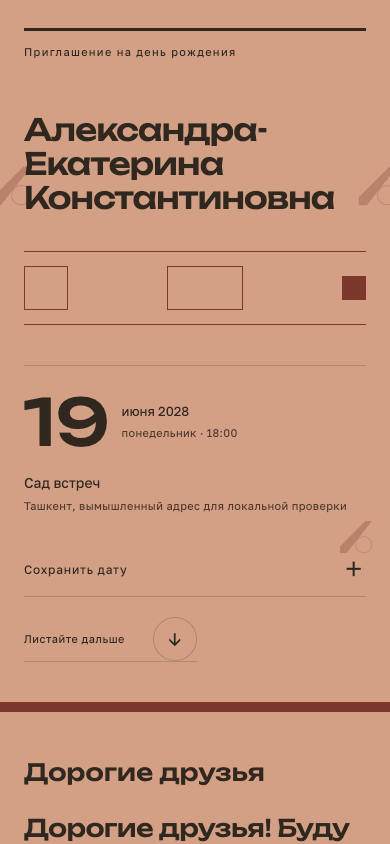 Приглашение на день рождения
Александра-
Екатерина
Константиновна
19
июня 2028
понедельник · 18:00
Сад встреч
Ташкент, вымышленный адрес для локальной проверки
Сохранить дату +
Листайте дальше ↓
Дорогие друзья
Дорогие друзья! Буду